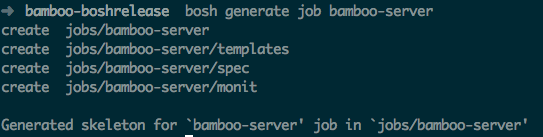 ➜ bamboo-boshrelease bosh generate job bamboo-server
create jobs/bamboo-server
create jobs/bamboo-server/templates
create jobs/bamboo-server/spec
create jobs/bamboo-server/monit
Generated skeleton for `bamboo-server' job in `jobs/bamboo-server'